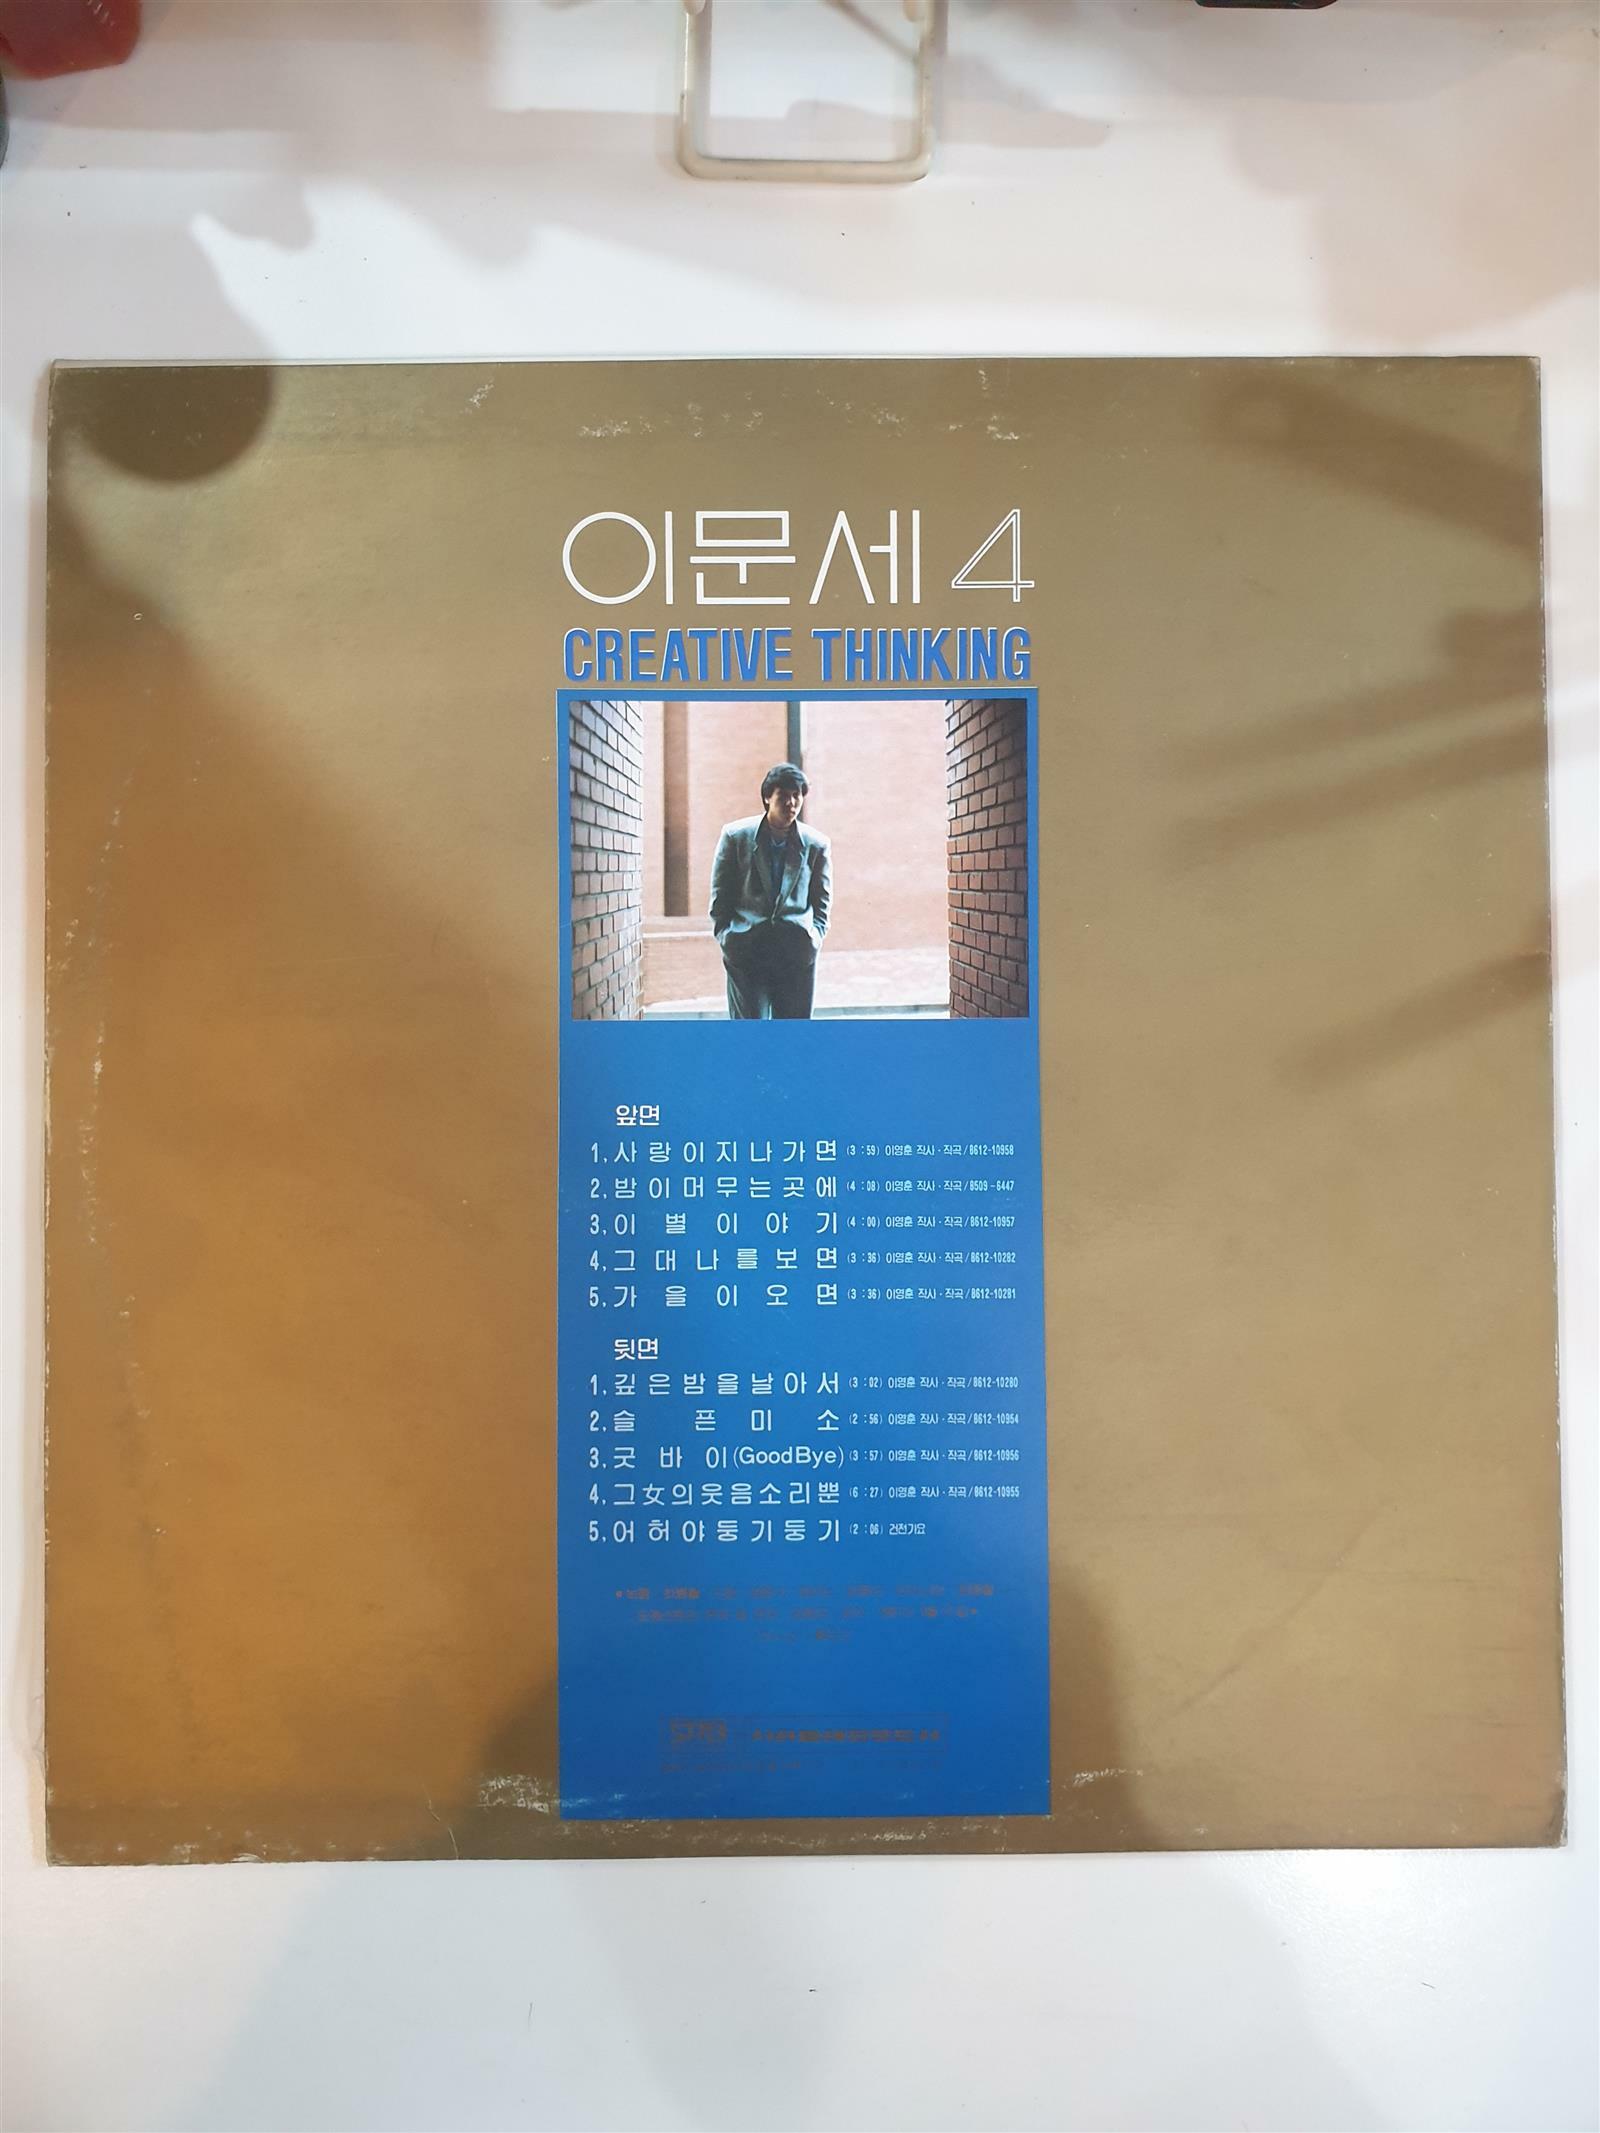 이문세 4
CREATIVE THINKING
앞면
1. 사랑이지나가면 (3:59) 이영훈 작사·작곡/8612-10958
2. 밤이머무는곳에 (4:08) 이영훈 작사·작곡/8509-6447
3. 이별이야기 (4:00) 이영훈 작사·작곡/8612-10957
4. 그대나를보면 (3:36) 이영훈 작사·작곡/8612-10282
5. 가을이오면 (3:36) 이영훈 작사·작곡/8612-10281
뒷면
1. 깊은밤을날아서 (3:02) 이영훈 작사·작곡/8612-10280
2. 슬픈미소 (2:56) 이영훈 작사·작곡/8612-10954
3. 굿바이(GoodBye) (3:57) 이영훈 작사·작곡/8612-10956
4. 그女의웃음소리뿐 (6:27) 이영훈 작사·작곡/8612-10955
5. 어허야둥기둥기 (2:06) 건전가요
SRB